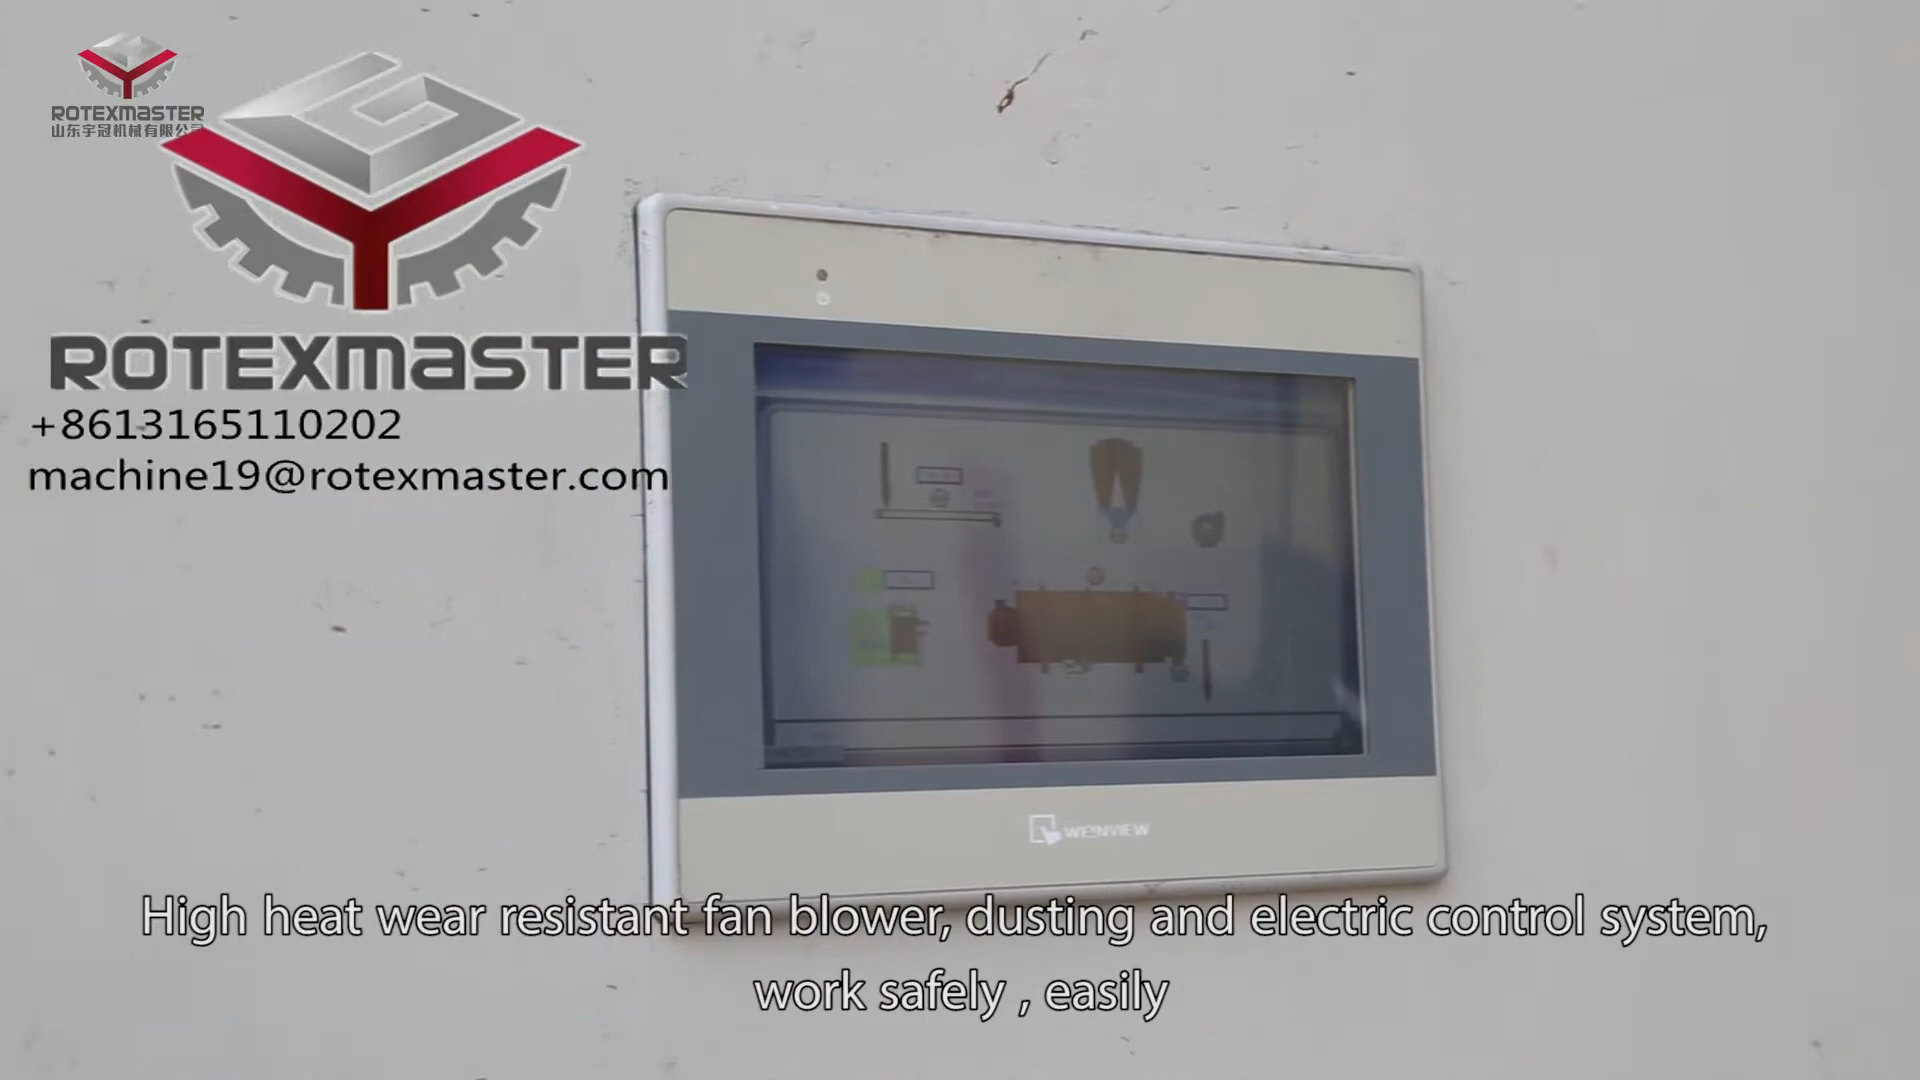 ROTEXMASTER
山东宇冠机械有限公司
ROTEXMASTER
+8613165110202
machine19@rotexmaster.com
WEINVIEW
High heat wear resistant fan blower, dusting and electric control system,
work safely , easily